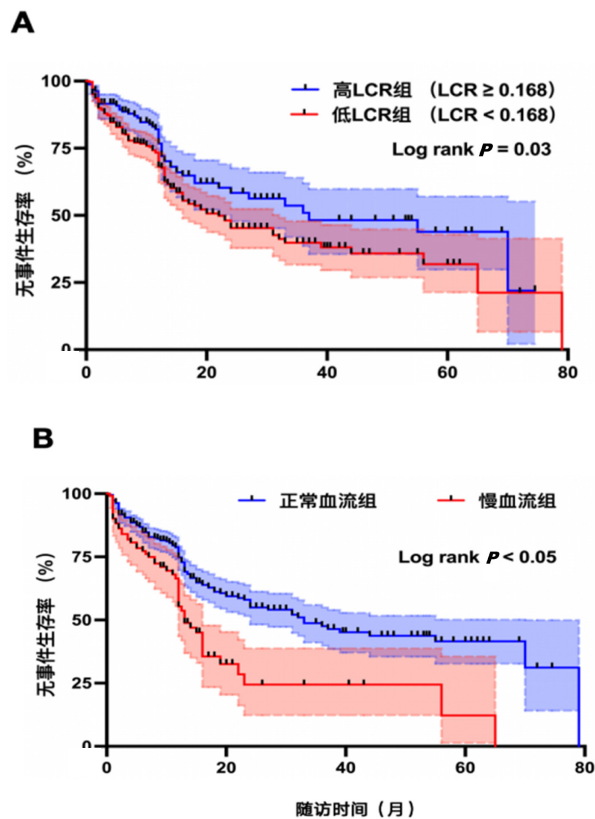 A
高LCR组 （LCR ≥ 0.168）
低LCR组 （LCR < 0.168）
Log rank P = 0.03
无事件生存率 （%）
100
75
50
25
0
0 20 40 60 80
B
正常血流组 慢血流组
Log rank P < 0.05
无事件生存率 （%）
100
75
50
25
0
0 20 40 60 80
随访时间（月）